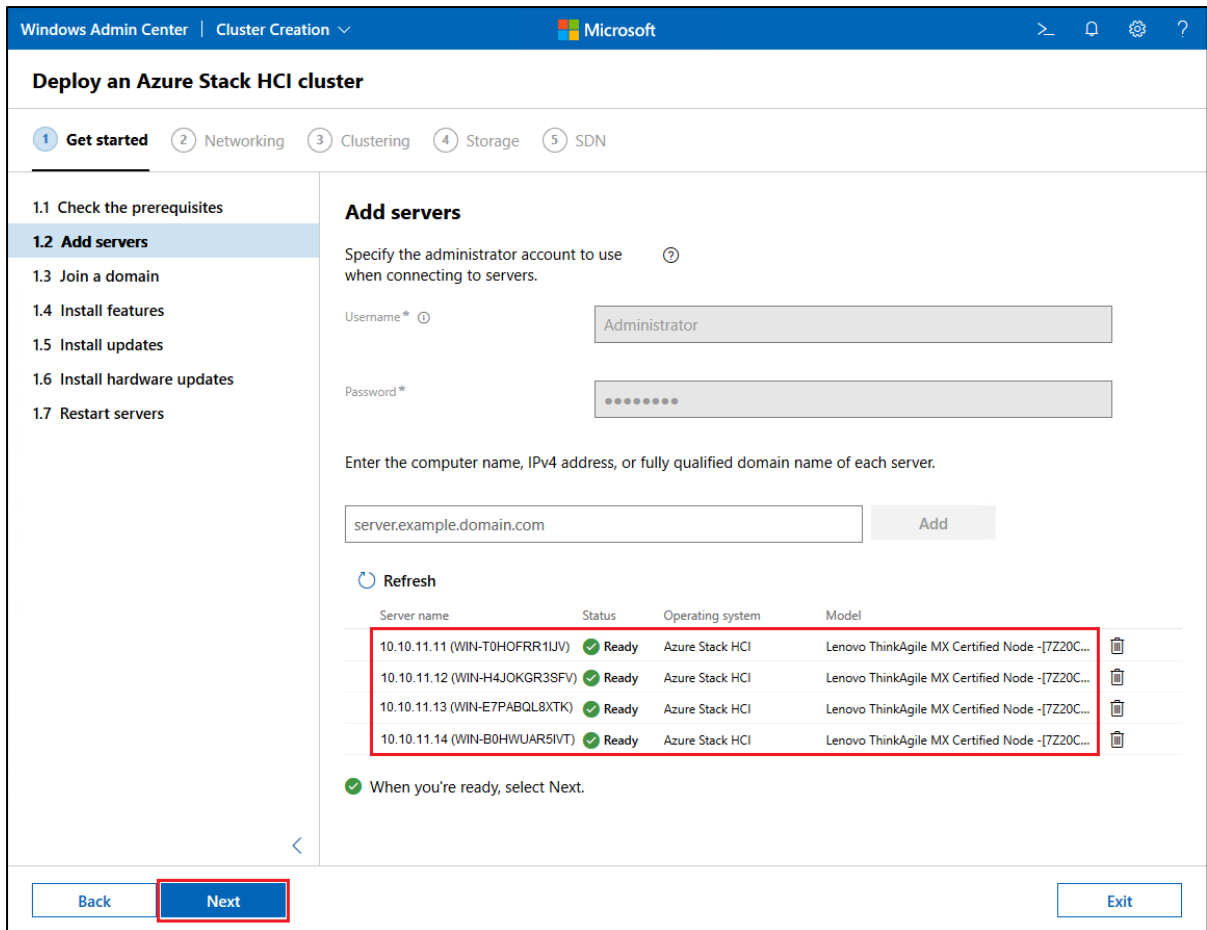 Windows Admin Center | Cluster Creation
Microsoft
Deploy an Azure Stack HCI cluster
1 Get started 2 Networking 3 Clustering 4 Storage 5 SDN
1.1 Check the prerequisites
1.2 Add servers
1.3 Join a domain
1.4 Install features
1.5 Install updates
1.6 Install hardware updates
1.7 Restart servers
Add servers
Specify the administrator account to use
when connecting to servers.
Username *
Administrator
Password *
Enter the computer name, IPv4 address, or fully qualified domain name of each server.
server.example.domain.com
Add
Refresh
Server name Status Operating system Model
10.10.11.11 (WIN-T0HOFRR1IJV) Ready Azure Stack HCI Lenovo ThinkAgile MX Certified Node -[7Z20C...
10.10.11.12 (WIN-H4JOKGR3SFV) Ready Azure Stack HCI Lenovo ThinkAgile MX Certified Node -[7Z20C...
10.10.11.13 (WIN-E7PABQL8XTK) Ready Azure Stack HCI Lenovo ThinkAgile MX Certified Node -[7Z20C...
10.10.11.14 (WIN-B0HWUAR5IVT) Ready Azure Stack HCI Lenovo ThinkAgile MX Certified Node -[7Z20C...
When you're ready, select Next.
Back Next Exit